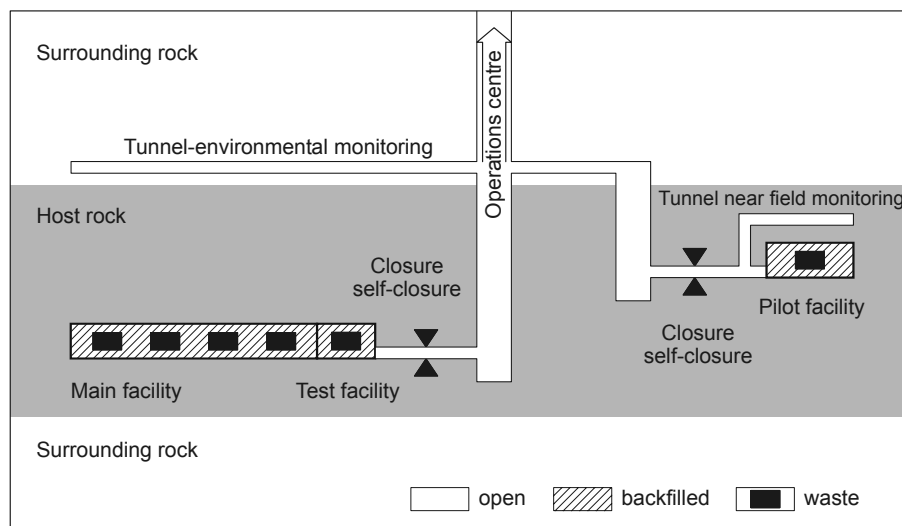 Surrounding rock
Operations centre
Tunnel-environmental monitoring
Host rock
Tunnel near field monitoring
Closure
self-closure
Pilot facility
Closure
self-closure
Main facility
Test facility
Surrounding rock
open
backfilled
waste